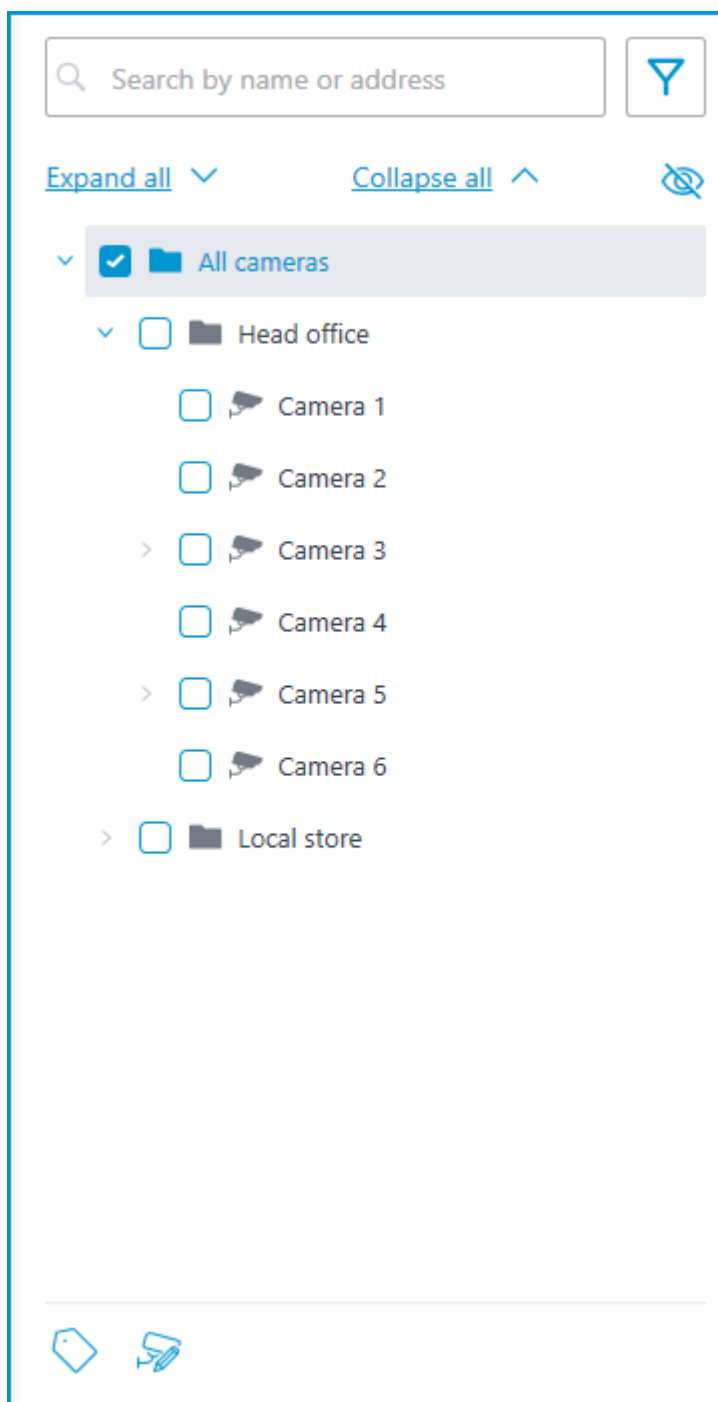 Search by name or address
Expand all Collapse all
All cameras
Head office
Camera 1
Camera 2
Camera 3
Camera 4
Camera 5
Camera 6
Local store